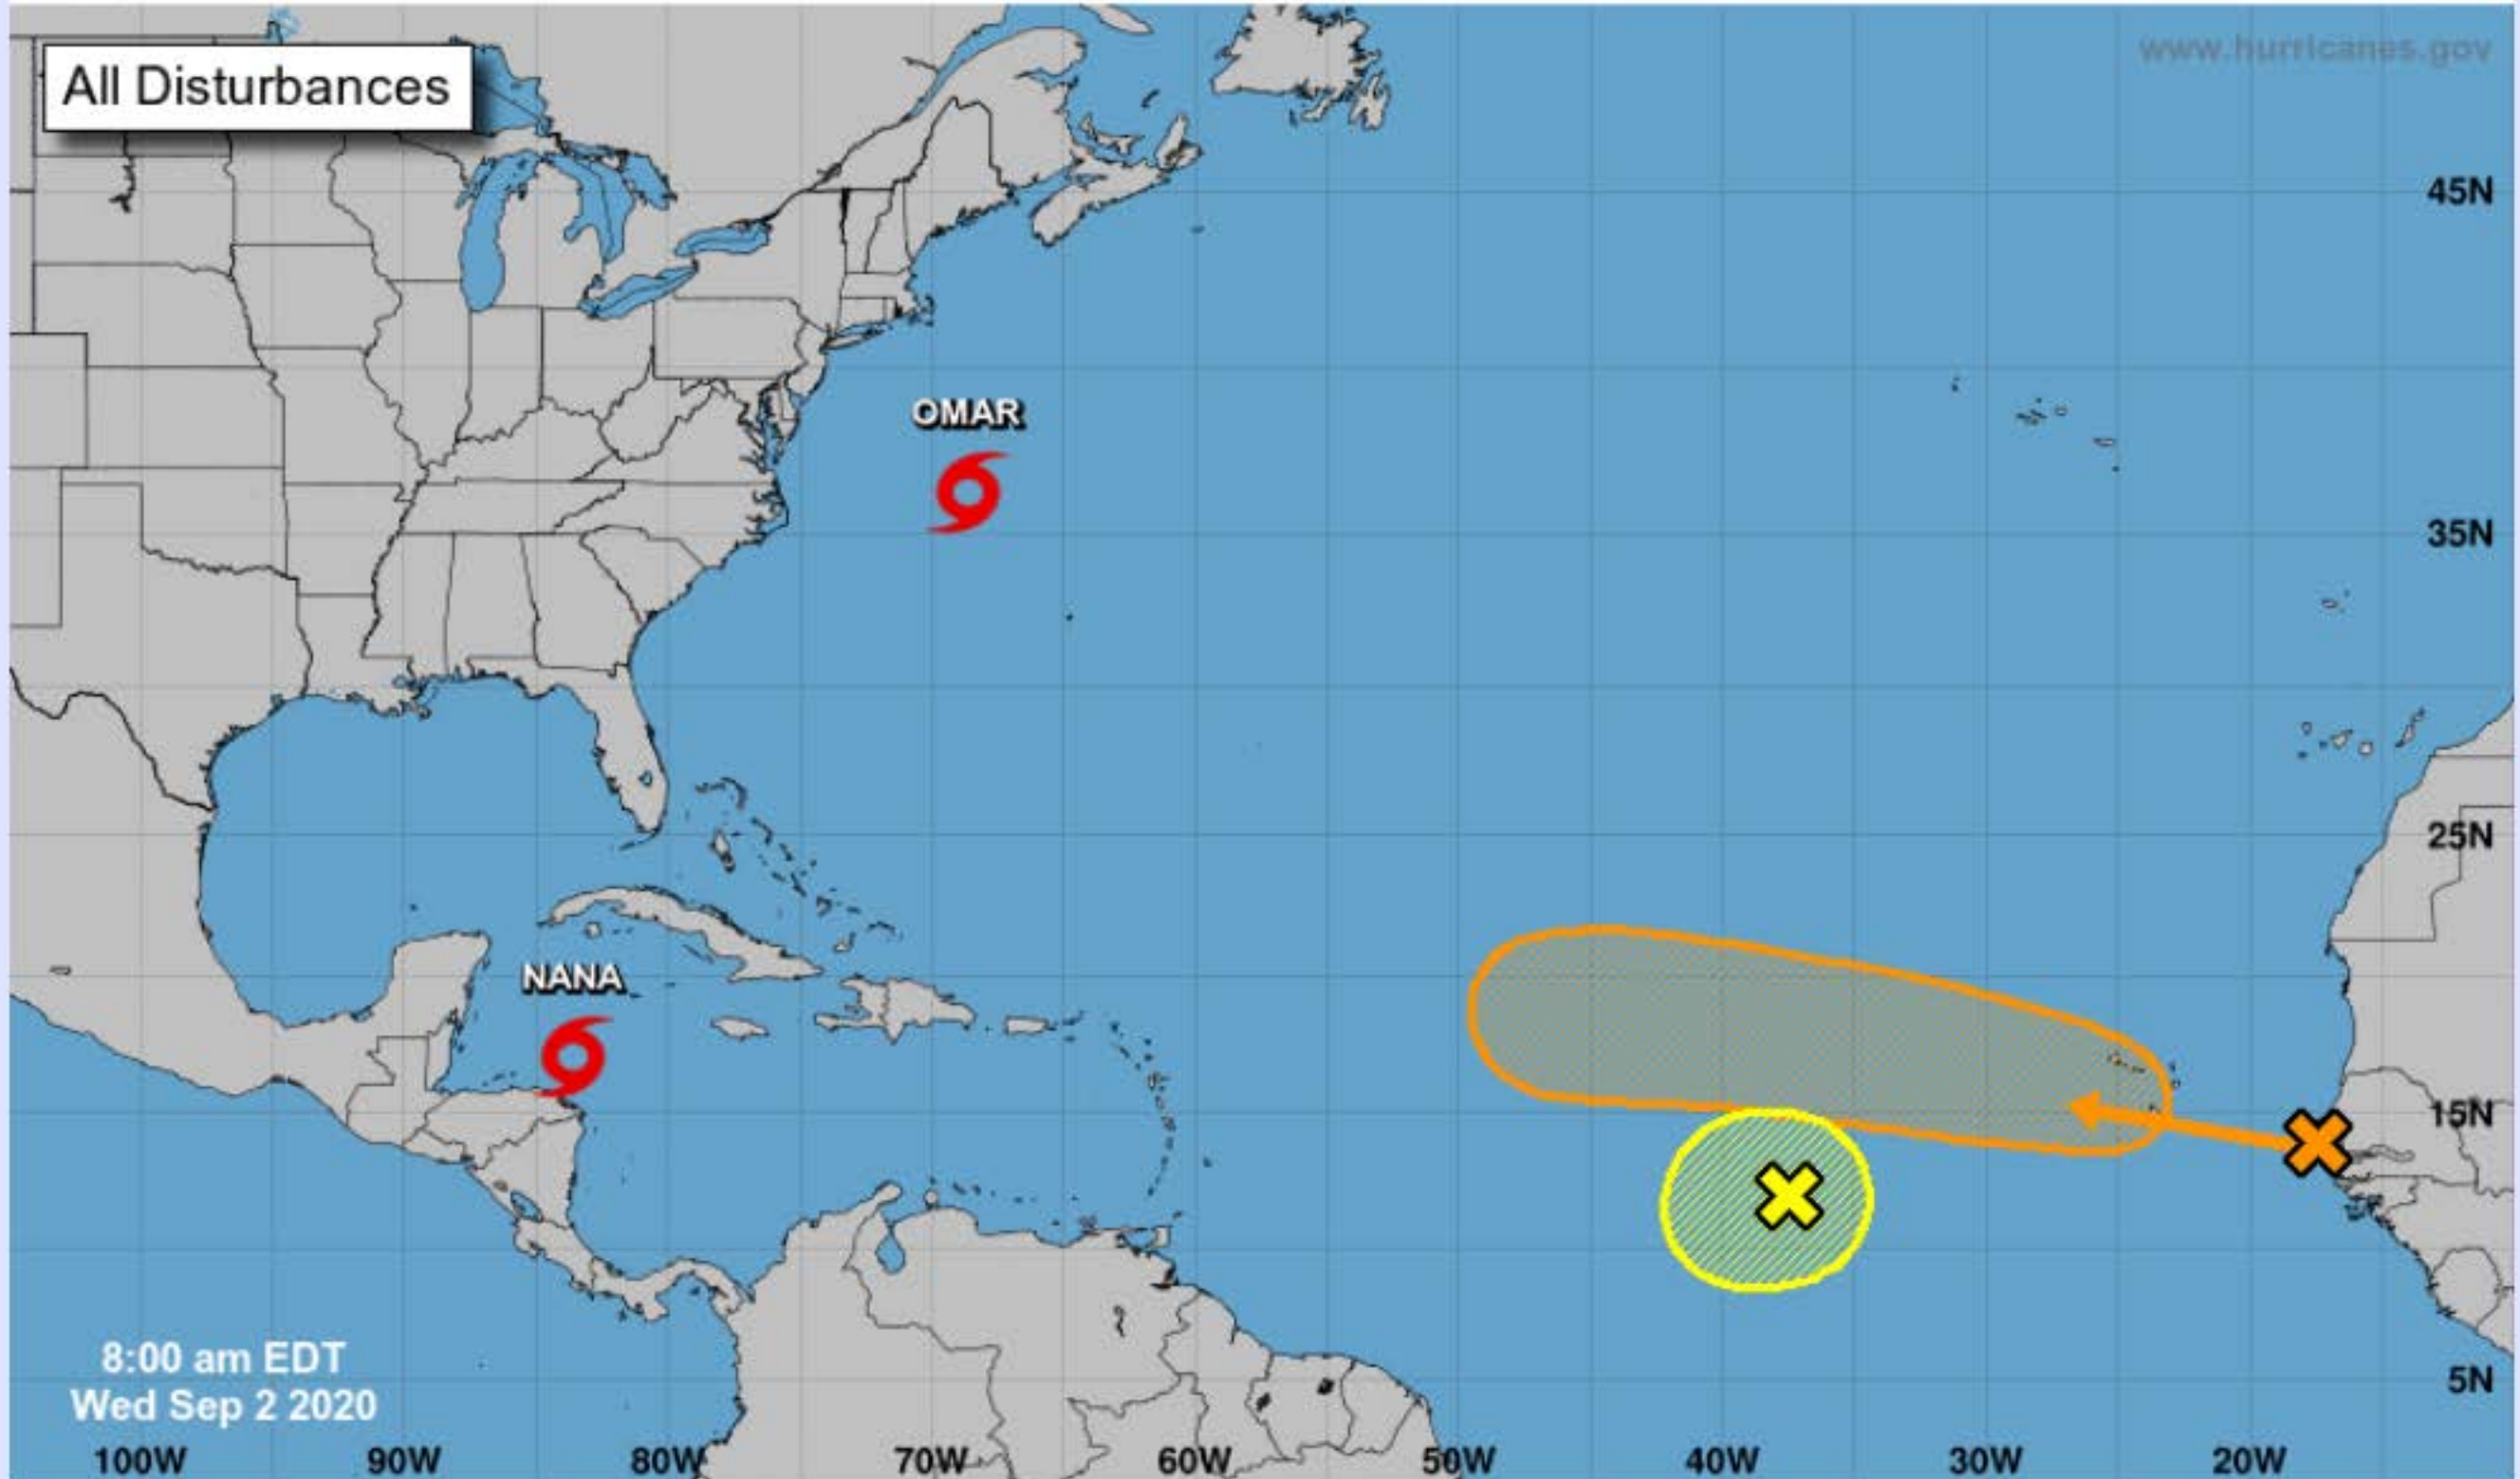 All Disturbances
www.hurricanes.gov
45N
OMAR
35N
25N
NANA
15N
8:00 am EDT
Wed Sep 2 2020
5N
100W 90W 80W 70W 60W 50W 40W 30W 20W